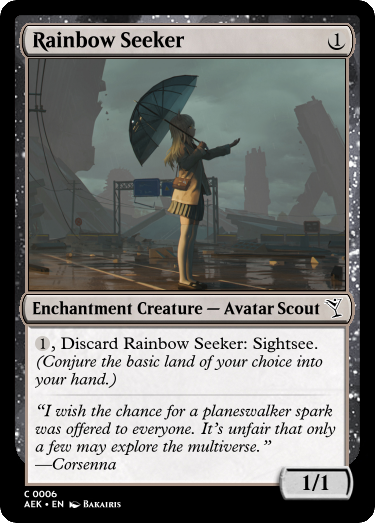 Rainbow Seeker 1
Enchantment Creature — Avatar Scout
1, Discard Rainbow Seeker: Sightsee.
(Conjure the basic land of your choice into
your hand.)
“I wish the chance for a planeswalker spark
was offered to everyone. It’s unfair that only
a few may explore the multiverse.”
—Corsenna
1/1
C 0006
AEK • EN Bakairis